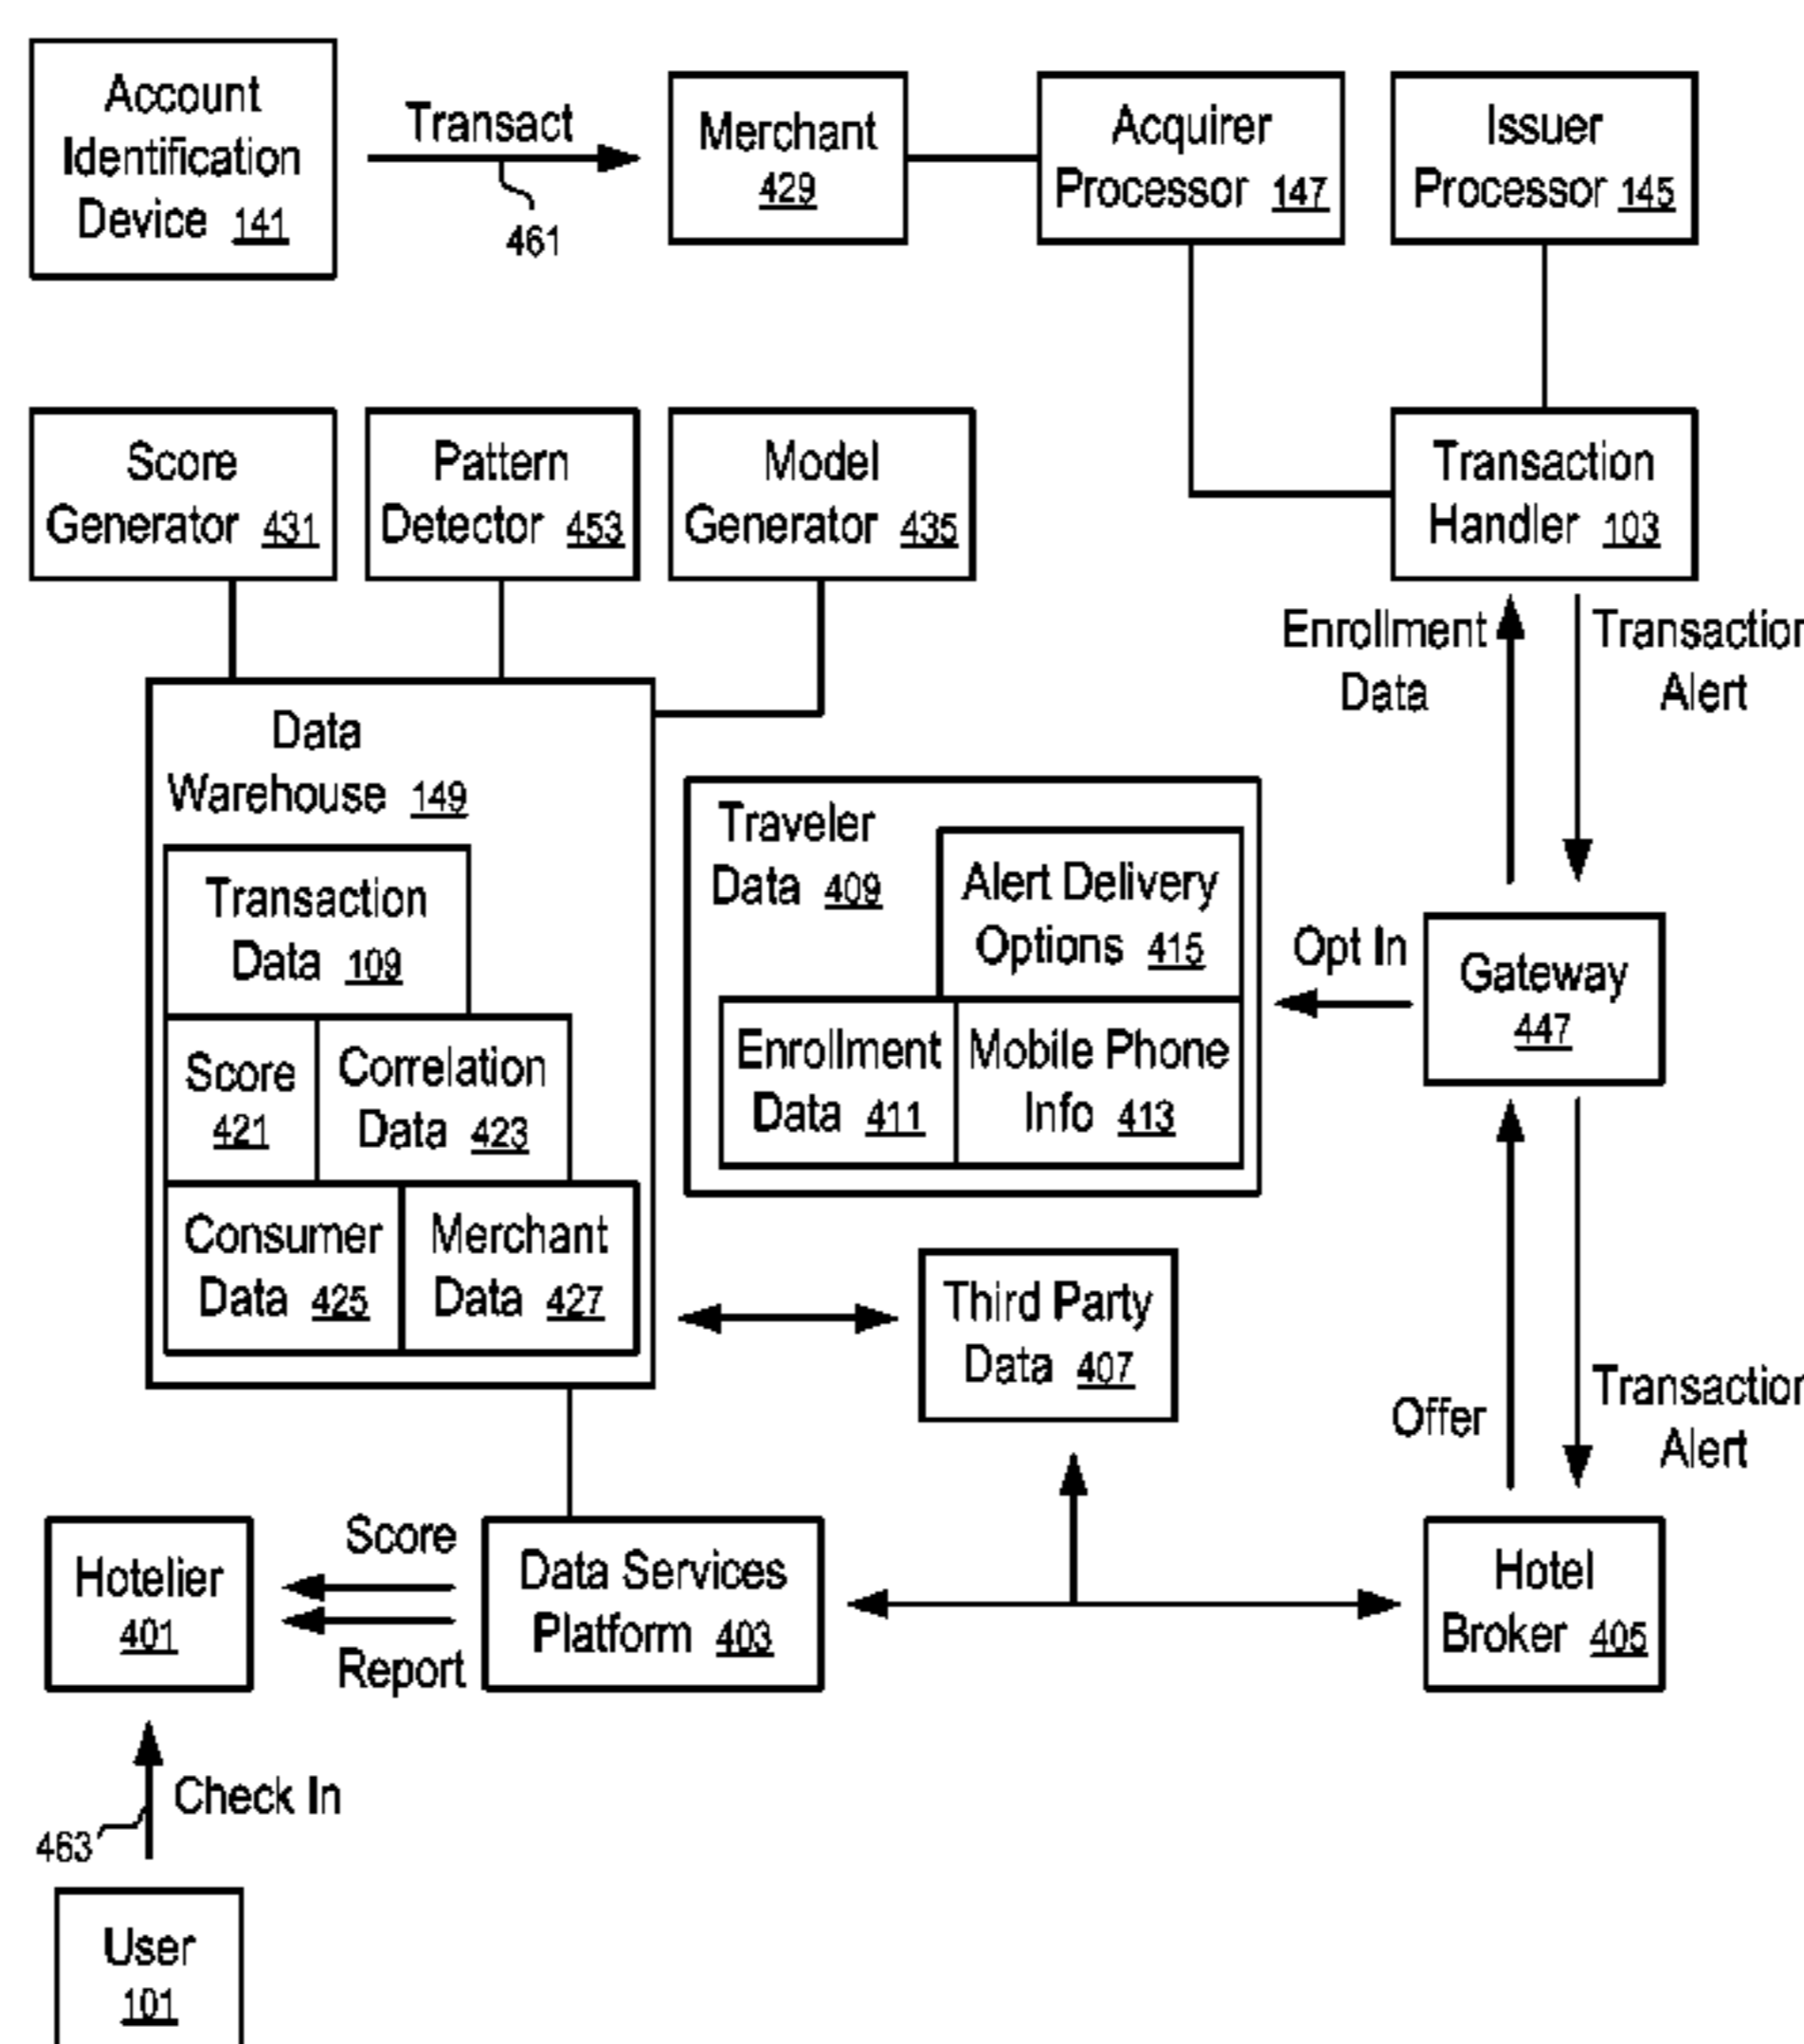 Account
Identification
Device 141
Transact
461
Merchant
429
Acquirer
Processor 147
Issuer
Processor 145
Score
Generator 431
Pattern
Detector 453
Model
Generator 435
Transaction
Handler 103
Enrollment
Data
Transaction
Alert
Data
Warehouse 149
Transaction
Data 109
Score
421
Correlation
Data 423
Consumer
Data 425
Merchant
Data 427
Traveler
Data 409
Alert Delivery
Options 415
Enrollment
Data 411
Mobile Phone
Info 413
Opt In
Gateway
447
Third Party
Data 407
Offer
Transaction
Alert
Hotelier
401
Score
Report
Data Services
Platform 403
Hotel
Broker 405
Check In
463
User
101